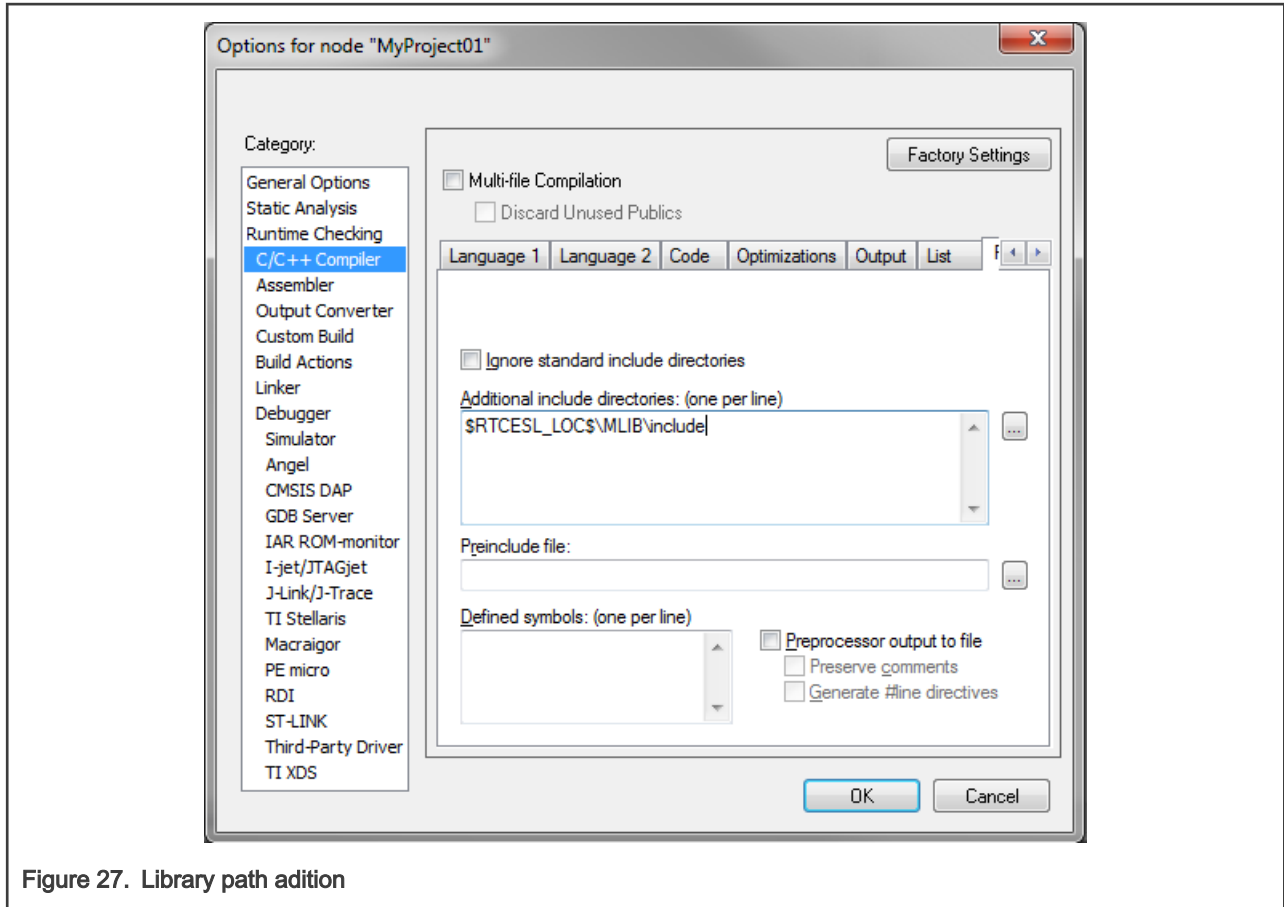 Options for node "MyProject01"
Category:
General Options
Static Analysis
Runtime Checking
C/C++ Compiler
Assembler
Output Converter
Custom Build
Build Actions
Linker
Debugger
Simulator
Angel
CMSIS DAP
GDB Server
IAR ROM-monitor
I-jet/JTAGjet
J-Link/J-Trace
TI Stellaris
Macraigor
PE micro
RDI
ST-LINK
Third-Party Driver
TI XDS
Factory Settings
Multi-file Compilation
Discard Unused Publics
Language 1 Language 2 Code Optimizations Output List
Ignore standard include directories
Additional include directories: (one per line)
$RTCESL_LOC$\MLIB\include
...
Preinclude file:
...
Defined symbols: (one per line)
Preprocessor output to file
Preserve comments
Generate #line directives
OK Cancel
Figure 27. Library path adition